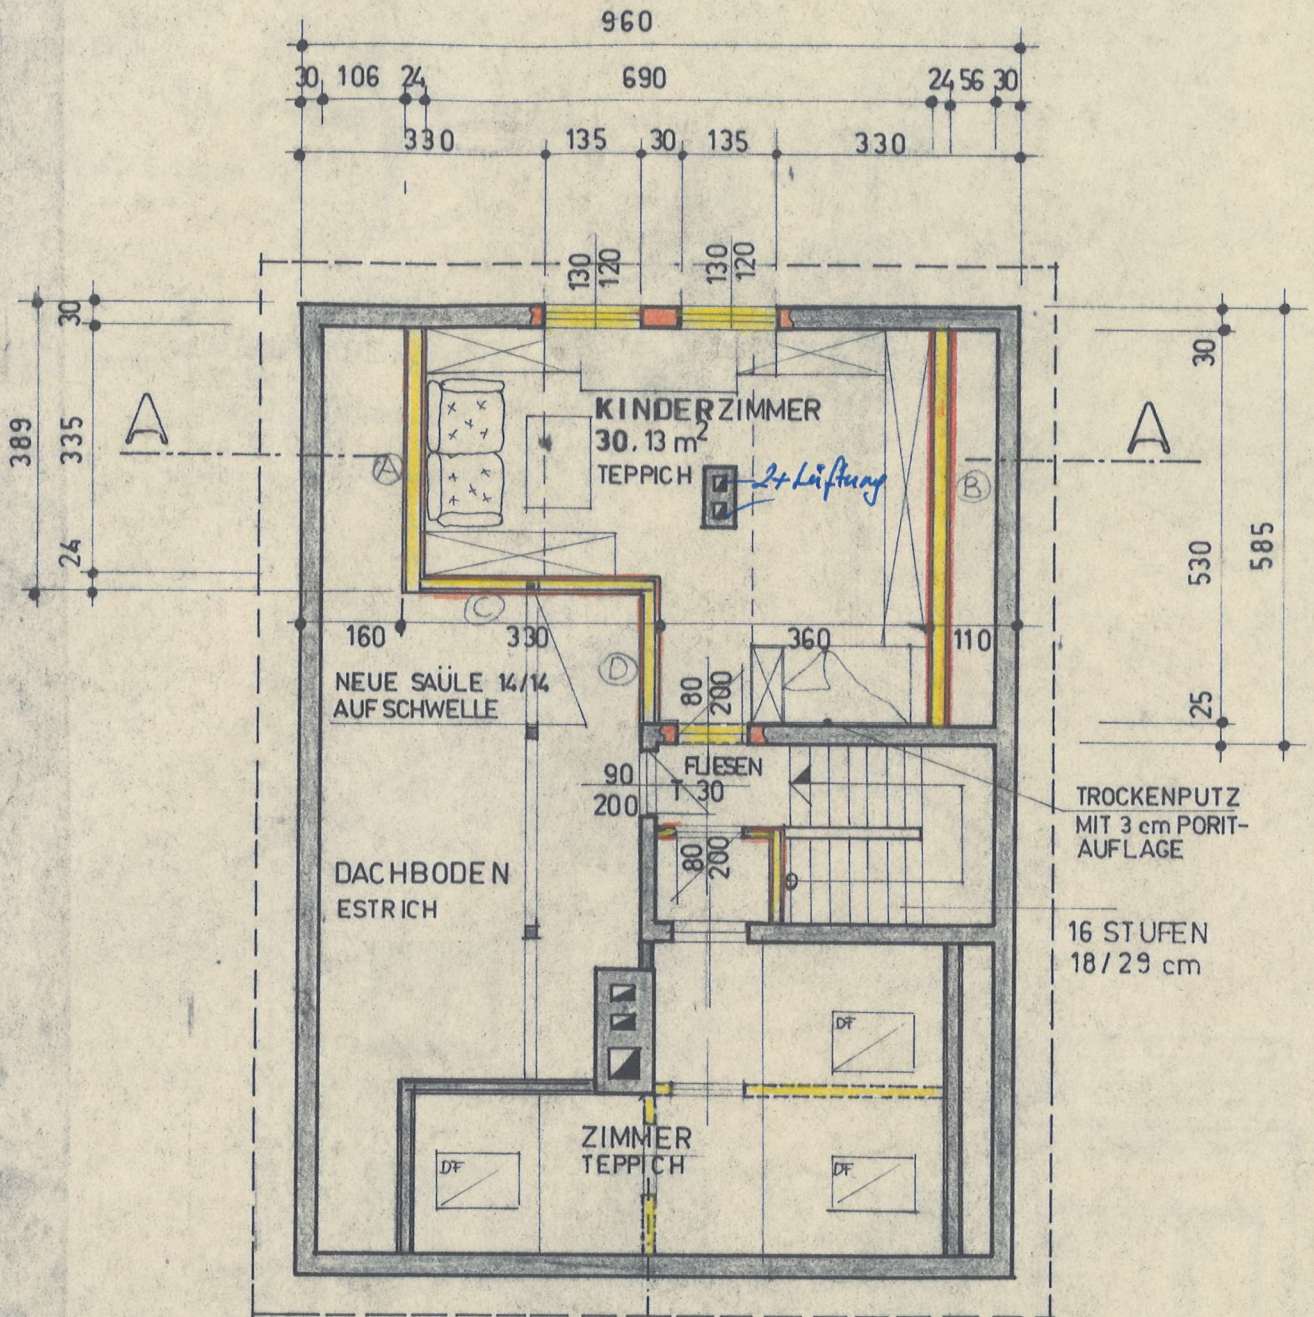 960
30 106 24 690 24 56 30
330 135 30 135 330
130
120
130
120
30
389
335
24
A
A
30
530
585
25
KINDERZIMMER
30.13 m²
TEPPICH
2+ Lüftung
A
B
C
D
160 330 360 110
NEUE SAÜLE 14/14
AUF SCHWELLE
80
200
FLIESEN
T 30
90
200
80
200
TROCKENPUTZ
MIT 3 cm PORIT-
AUFLAGE
DACHBODEN
ESTRICH
16 STUFEN
18/29 cm
DF
ZIMMER
TEPPICH
DF
DF